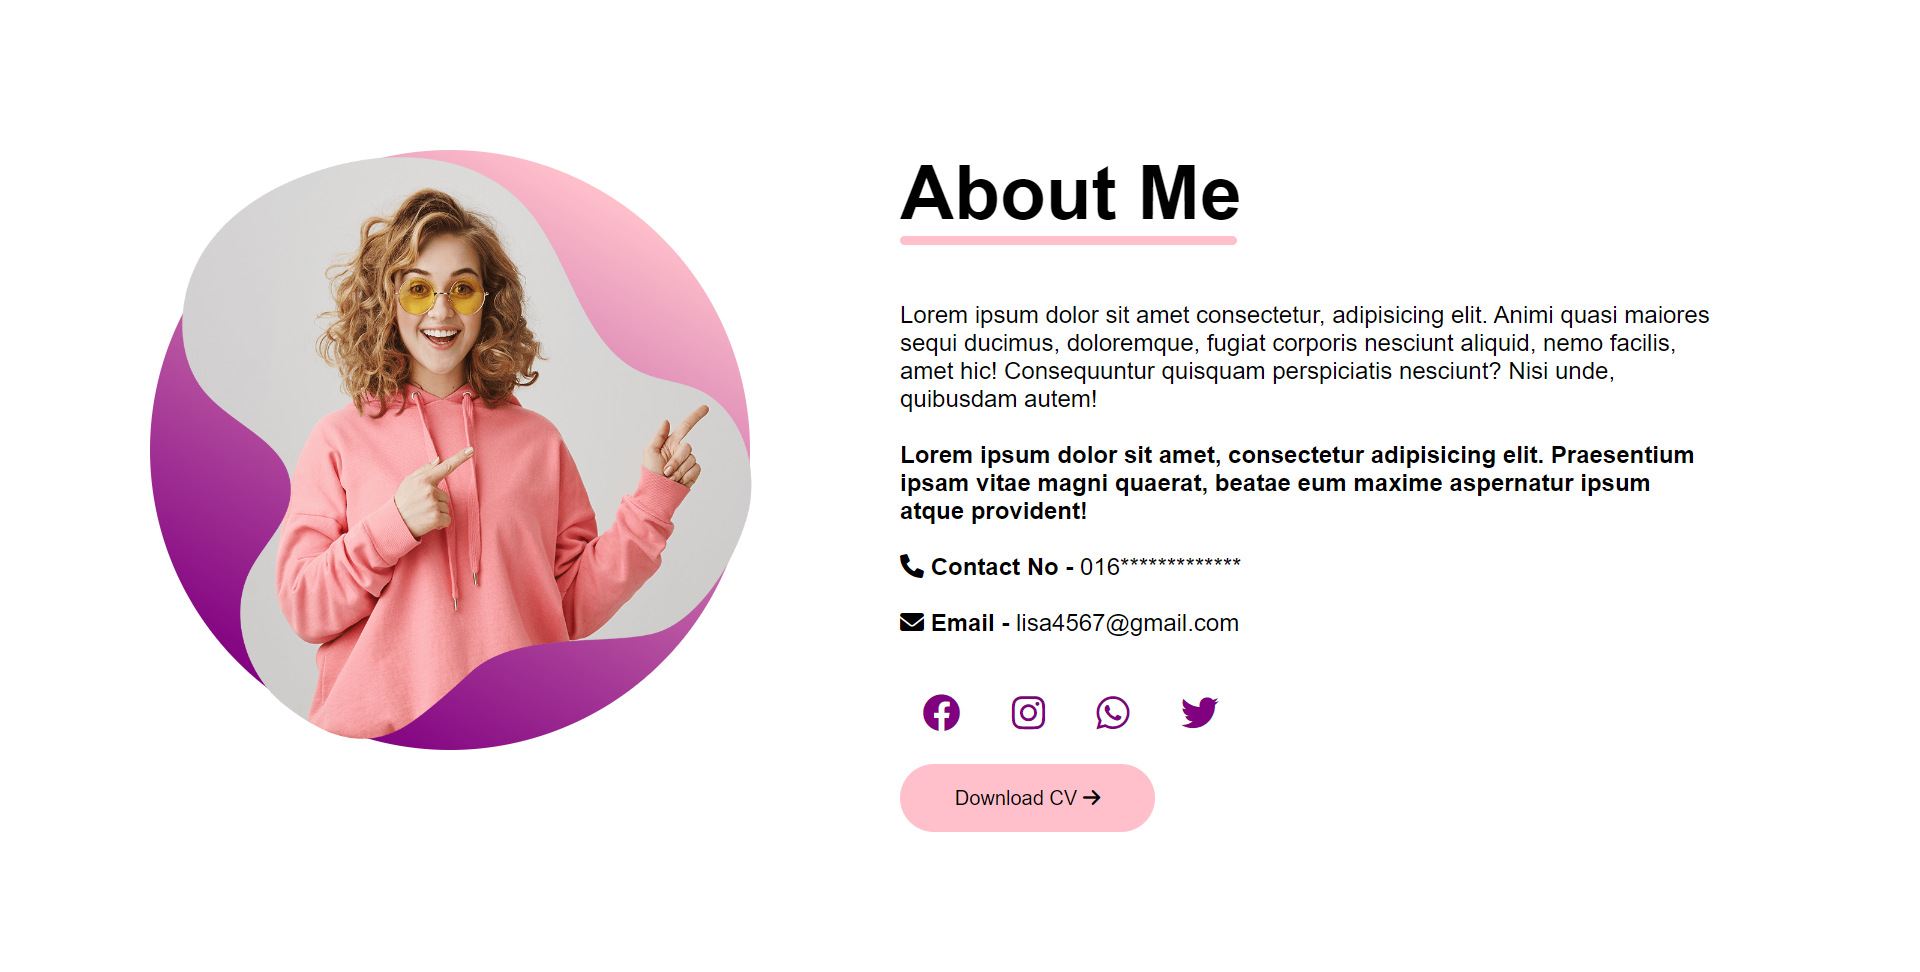 About Me
Lorem ipsum dolor sit amet consectetur, adipisicing elit. Animi quasi maiores
sequi ducimus, doloremque, fugiat corporis nesciunt aliquid, nemo facilis,
amet hic! Consequuntur quisquam perspiciatis nesciunt? Nisi unde,
quibusdam autem!
Lorem ipsum dolor sit amet, consectetur adipisicing elit. Praesentium
ipsam vitae magni quaerat, beatae eum maxime aspernatur ipsum
atque provident!
Contact No - 016*************
Email - lisa4567@gmail.com
Download CV